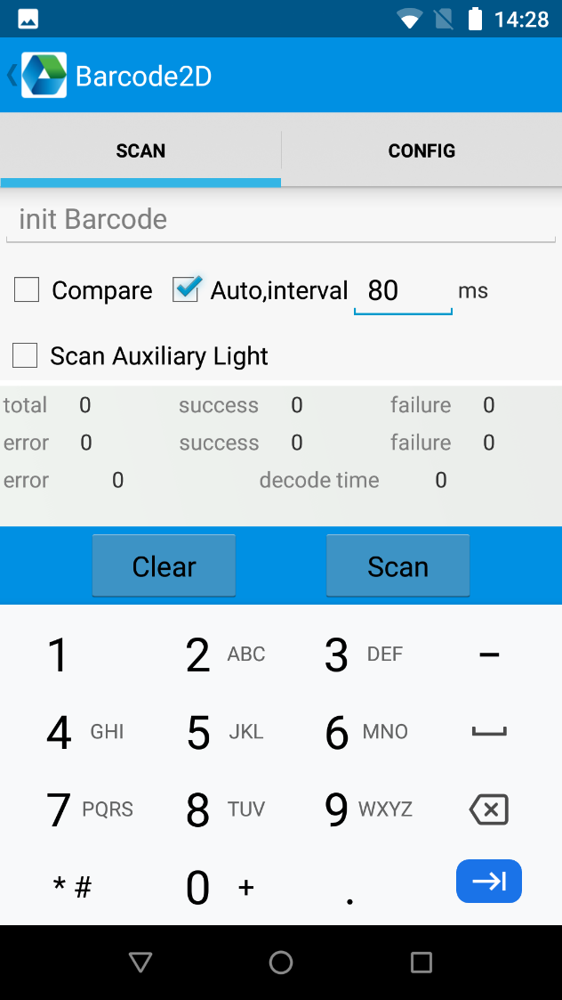 14:28
Barcode2D
SCAN CONFIG
init Barcode
Compare Auto,interval 80 ms
Scan Auxiliary Light
total 0 success 0 failure 0
error 0 success 0 failure 0
error 0 decode time 0
Clear Scan
1 2 ABC 3 DEF -
4 GHI 5 JKL 6 MNO
7 PQRS 8 TUV 9 WXYZ
* # 0 + .